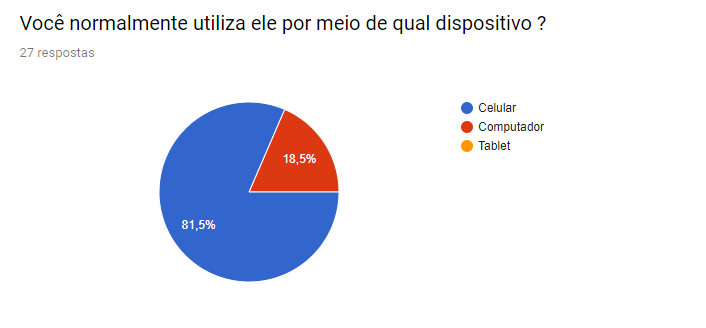 Você normalmente utiliza ele por meio de qual dispositivo ?
27 respostas
Celular
Computador
Tablet
18,5%
81,5%